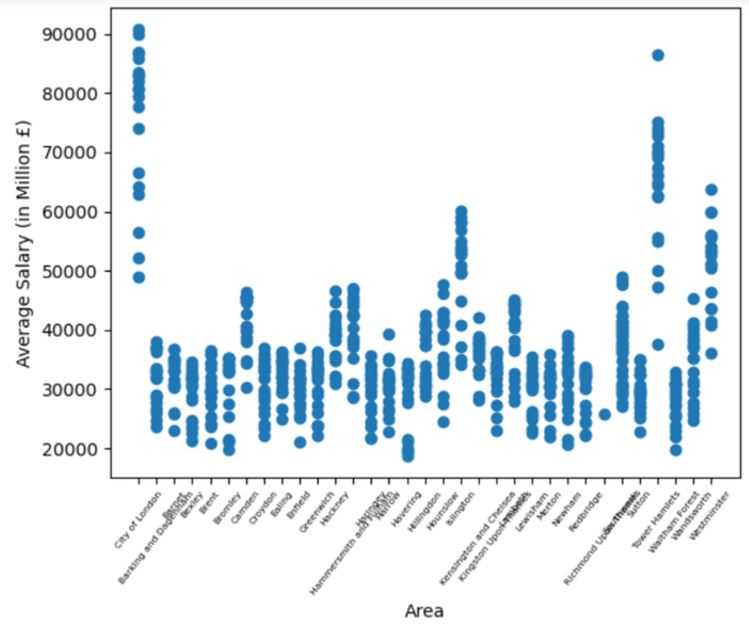 Average Salary (in Million £)
90000
80000
70000
60000
50000
40000
30000
20000
City of London
Barking and Dagenham
Barnet
Bexley
Brent
Bromley
Camden
Croydon
Ealing
Enfield
Greenwich
Hackney
Hammersmith and Fulham
Haringey
Harrow
Havering
Hillingdon
Hounslow
Islington
Kensington and Chelsea
Kingston Upon Thames
Lewisham
Merton
Newham
Redbridge
Richmond Upon Thames
Sutton
Tower Hamlets
Waltham Forest
Wandsworth
Westminster
Area